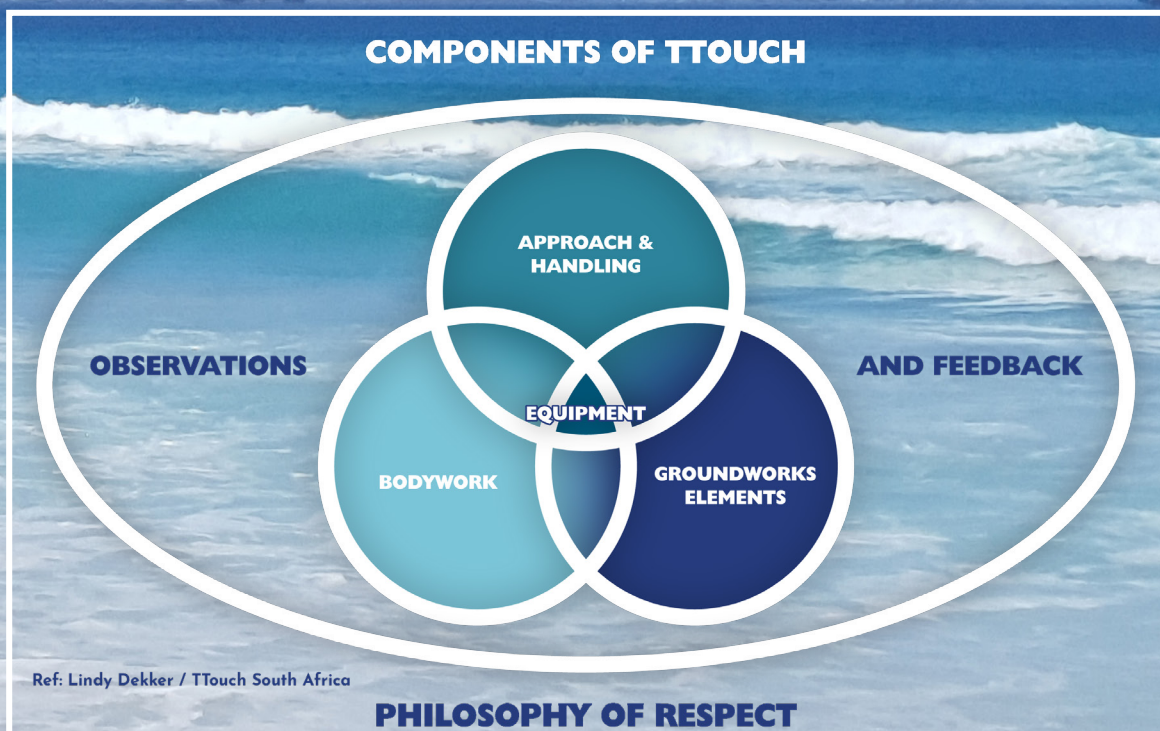 COMPONENTS OF TTOUCH
APPROACH &
HANDLING
OBSERVATIONS
AND FEEDBACK
EQUIPMENT
BODYWORK
GROUNDWORKS
ELEMENTS
Ref: Lindy Dekker / TTouch South Africa
PHILOSOPHY OF RESPECT